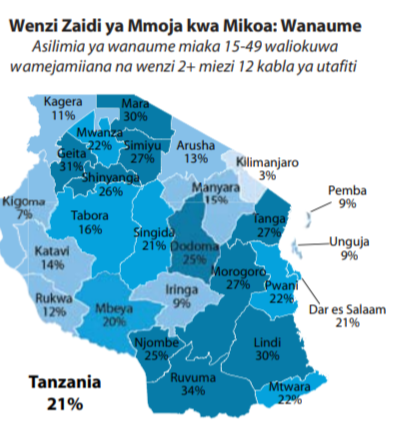 Wenzi Zaidi ya Mmoja kwa Mikoa: Wanaume
Asilimia ya wanaume miaka 15-49 waliokuwa
wamejamiiana na wenzi 2+ miezi 12 kabla ya utafiti
Kagera
11%
Mara
30%
Mwanza
22%
Geita
31%
Simiyu
27%
Shinyanga
26%
Arusha
13%
Kilimanjaro
3%
Manyara
15%
Kigoma
7%
Tabora
16%
Singida
21%
Dodoma
25%
Tanga
27%
Pemba
9%
Unguja
9%
Katavi
14%
Rukwa
12%
Mbeya
20%
Iringa
9%
Morogoro
27%
Pwani
22%
Dar es Salaam
21%
Njombe
25%
Lindi
30%
Ruvuma
34%
Mtwara
22%
Tanzania
21%